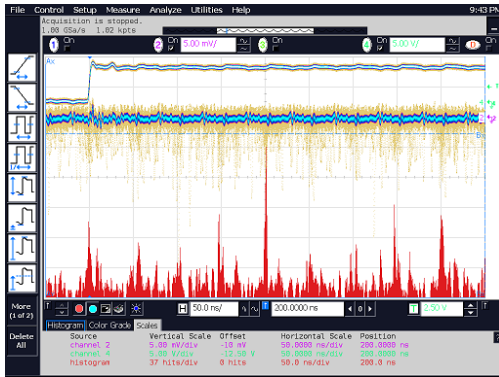 File Control Setup Measure Analyze Utilities Help 9:43 PM
Acquisition is stopped.
1.00 GSa/s 1.02 kpts
1 On 2 On 5.00 mV/ 3 On 4 On 5.00 V/ D On
Ax
Bx
More
(1 of 2)
Delete
All
H 50.0 ns/ 200.0000 ns 0 T 2.50 V
Histogram Color Grade Scales
Source Vertical Scale Offset Horizontal Scale Position
channel 2 5.00 mV/div -10 mV 50.0000 ns/div 200.0000 ns
channel 4 5.00 V/div -12.50 V 50.0000 ns/div 200.0000 ns
histogram 37 hits/div 0 hits 50.0 ns/div 200.0 ns